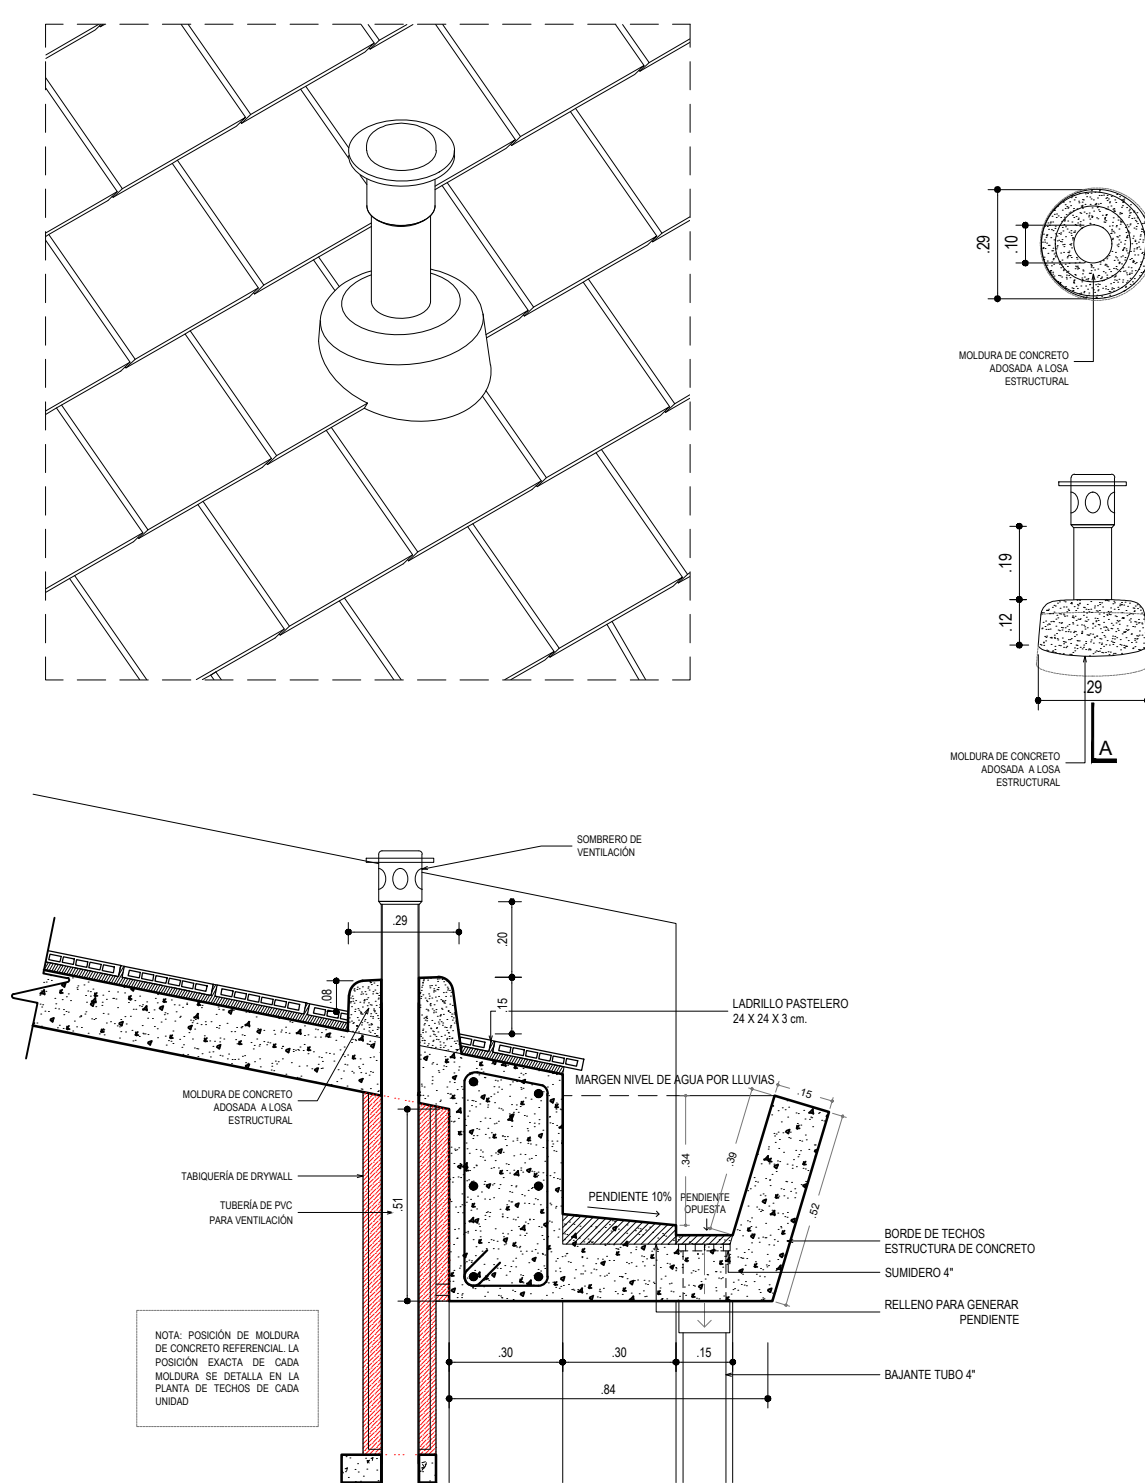 .29
.10
MOLDURA DE CONCRETO
ADOSADA A LOSA
ESTRUCTURAL
.19
.12
.29
A
MOLDURA DE CONCRETO
ADOSADA A LOSA
ESTRUCTURAL
SOMBRERO DE
VENTILACIÓN
.29
.20
.08
.15
LADRILLO PASTELERO
24 X 24 X 3 cm.
MARGEN NIVEL DE AGUA POR LLUVIAS
.15
MOLDURA DE CONCRETO
ADOSADA A LOSA
ESTRUCTURAL
.34
.39
.52
TABIQUERÍA DE DRYWALL
TUBERÍA DE PVC
PARA VENTILACIÓN
.51
PENDIENTE 10%
PENDIENTE
OPUESTA
BORDE DE TECHOS
ESTRUCTURA DE CONCRETO
SUMIDERO 4"
RELLENO PARA GENERAR
PENDIENTE
NOTA: POSICIÓN DE MOLDURA
DE CONCRETO REFERENCIAL. LA
POSICIÓN EXACTA DE CADA
MOLDURA SE DETALLA EN LA
PLANTA DE TECHOS DE CADA
UNIDAD
.30
.30
.15
.84
BAJANTE TUBO 4"